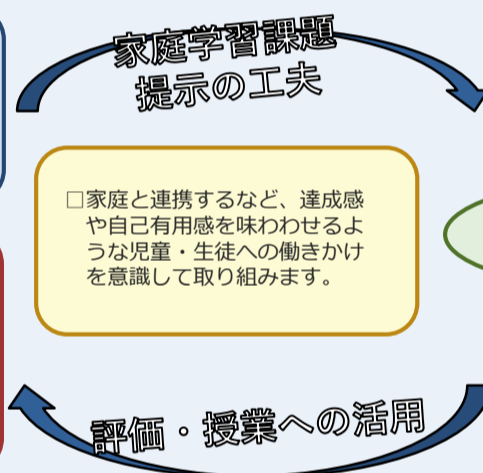 家庭学習課題
提示の工夫
□家庭と連携するなど、達成感
や自己有用感を味わわせるよ
うな児童・生徒への働きかけ
を意識して取り組みます。
評価・授業への活用